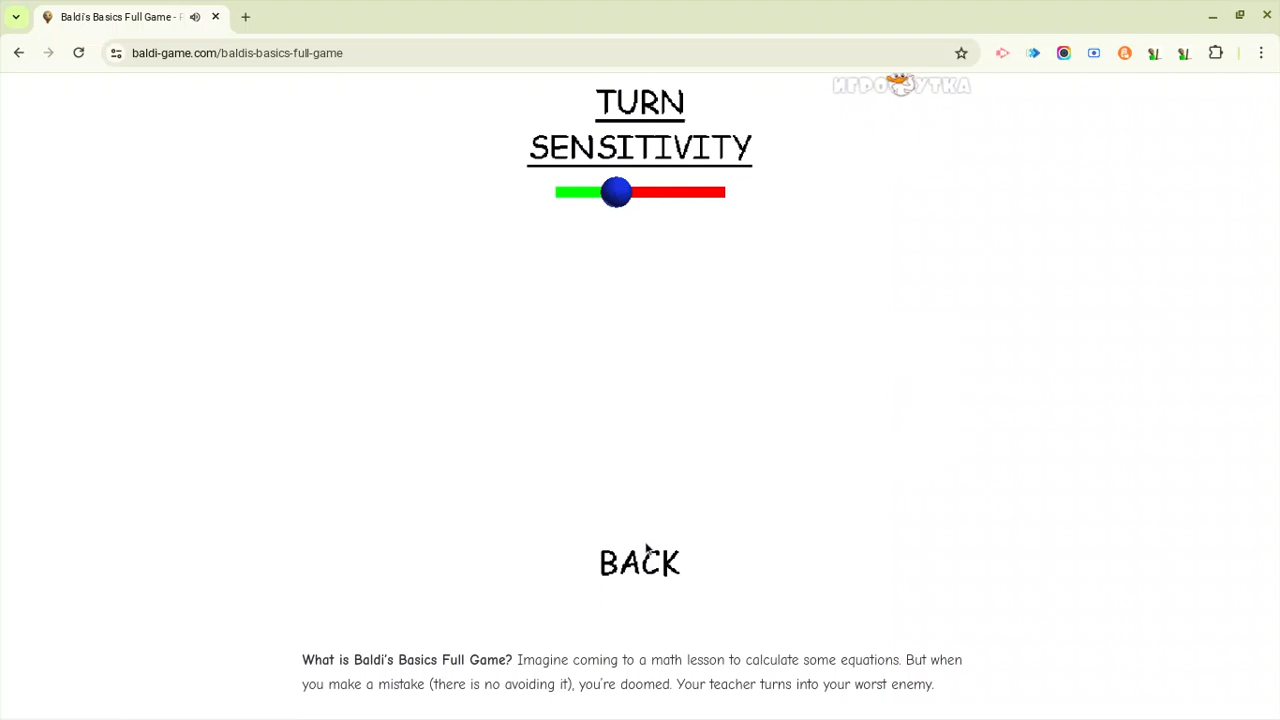 Baldi's Basics Full Game - F
baldi-game.com/baldis-basics-full-game
ИГРОУТКА
TURN
SENSITIVITY
BACK
What is Baldi's Basics Full Game? Imagine coming to a math lesson to calculate some equations. But when
you make a mistake (there is no avoiding it), you're doomed. Your teacher turns into your worst enemy.